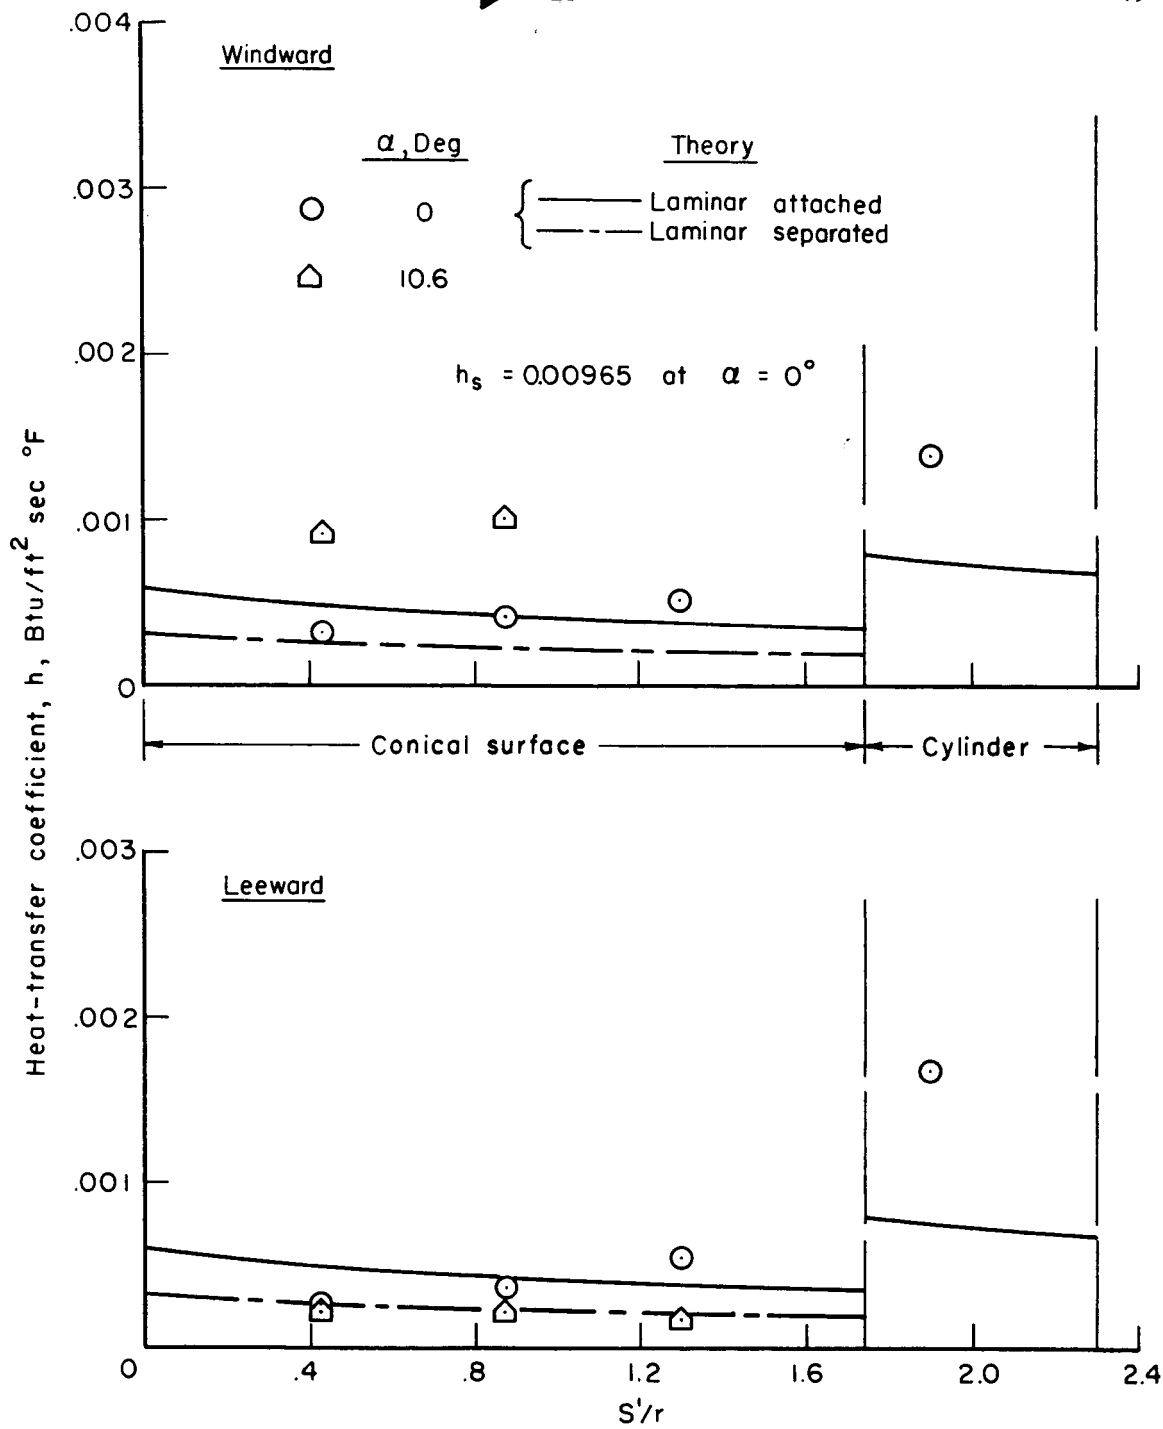 .004
Windward
α, Deg Theory
.003
0 Laminar attached
Laminar separated
10.6
.002
hs = 0.00965 at α = 0°
.001
0
Conical surface
Cylinder
Heat-transfer coefficient, h, Btu/ft² sec °F
.003
Leeward
.002
.001
0 .4 .8 1.2 1.6 2.0 2.4
S'/r